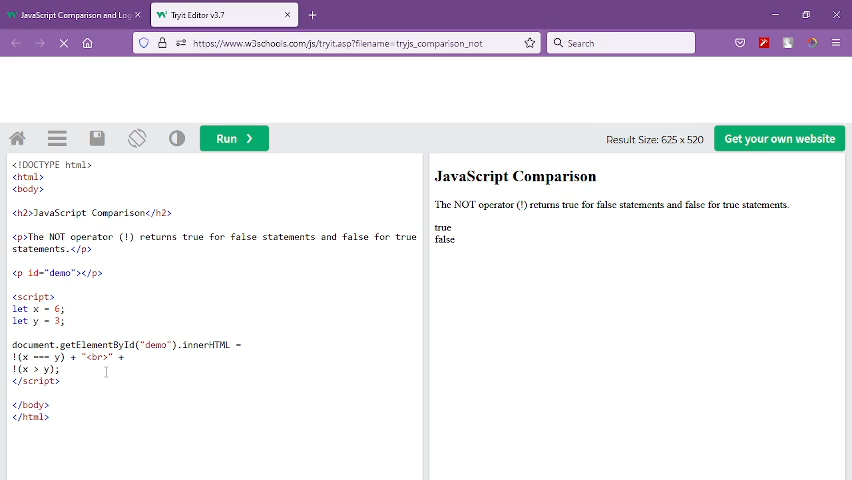 JavaScript Comparison and Log
Tryit Editor v3.7
https://www.w3schools.com/js/tryit.asp?filename=tryjs_comparison_not
Search
Run
Result Size: 625 x 520
Get your own website
<!DOCTYPE html>
<html>
<body>
<h2>JavaScript Comparison</h2>
<p>The NOT operator (!) returns true for false statements and false for true
statements.</p>
<p id="demo"></p>
<script>
let x = 6;
let y = 3;
document.getElementById("demo").innerHTML =
!(x === y) + "<br>" +
!(x > y);
</script>
</body>
</html>
JavaScript Comparison
The NOT operator (!) returns true for false statements and false for true statements.
true
false